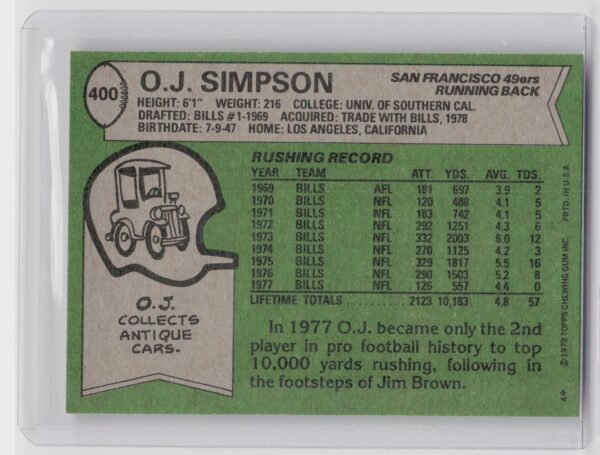 400
O.J. SIMPSON
SAN FRANCISCO 49ers
RUNNING BACK
HEIGHT: 6'1" WEIGHT: 216 COLLEGE: UNIV. OF SOUTHERN CAL.
DRAFTED: BILLS #1-1969 ACQUIRED: TRADE WITH BILLS, 1978
BIRTHDATE: 7-9-47 HOME: LOS ANGELES, CALIFORNIA
RUSHING RECORD
YEAR TEAM ATT. YDS. AVG. TDS.
1969 BILLS AFL 181 697 3.9 2
1970 BILLS NFL 120 488 4.1 5
1971 BILLS NFL 183 742 4.1 5
1972 BILLS NFL 292 1251 4.3 6
1973 BILLS NFL 332 2003 6.0 12
1974 BILLS NFL 270 1125 4.2 3
1975 BILLS NFL 329 1817 5.5 16
1976 BILLS NFL 290 1503 5.2 8
1977 BILLS NFL 126 557 4.4 0
LIFETIME TOTALS 2123 10,183 4.8 57
In 1977 O.J. became only the 2nd
player in pro football history to top
10,000 yards rushing, following in
the footsteps of Jim Brown.
O.J.
COLLECTS
ANTIQUE
CARS.
©1978 TOPPS CHEWING GUM INC. PRTD. IN U.S.A.